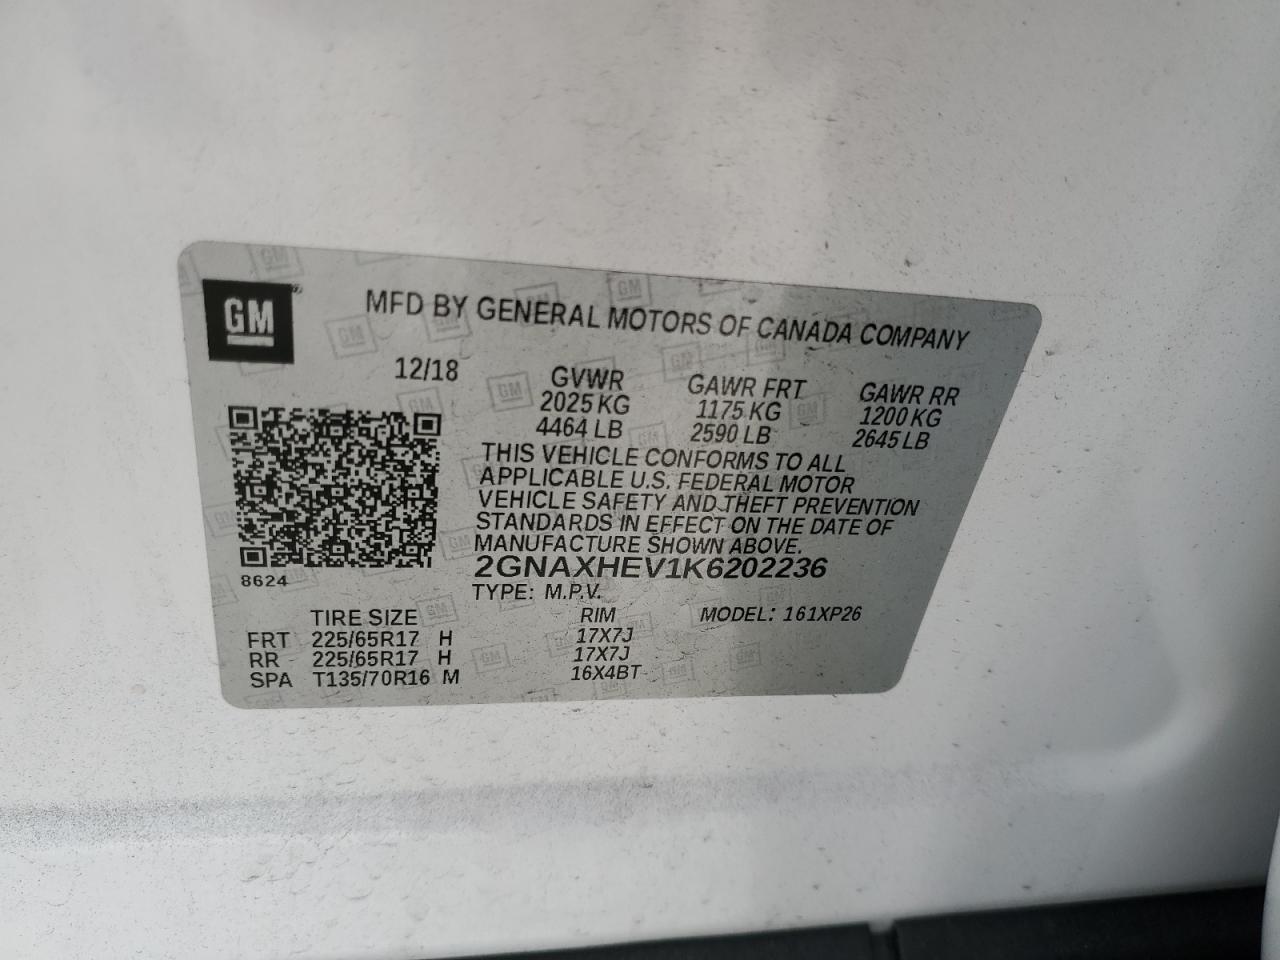 GM
MFD BY GENERAL MOTORS OF CANADA COMPANY
12/18 GVWR GAWR FRT GAWR RR
2025 KG 1175 KG 1200 KG
4464 LB 2590 LB 2645 LB
THIS VEHICLE CONFORMS TO ALL
APPLICABLE U.S. FEDERAL MOTOR
VEHICLE SAFETY AND THEFT PREVENTION
STANDARDS IN EFFECT ON THE DATE OF
MANUFACTURE SHOWN ABOVE.
8624 2GNAXHEV1K6202236
TYPE: M.P.V.
TIRE SIZE RIM MODEL: 161XP26
FRT 225/65R17 H 17X7J
RR 225/65R17 H 17X7J
SPA T135/70R16 M 16X4BT